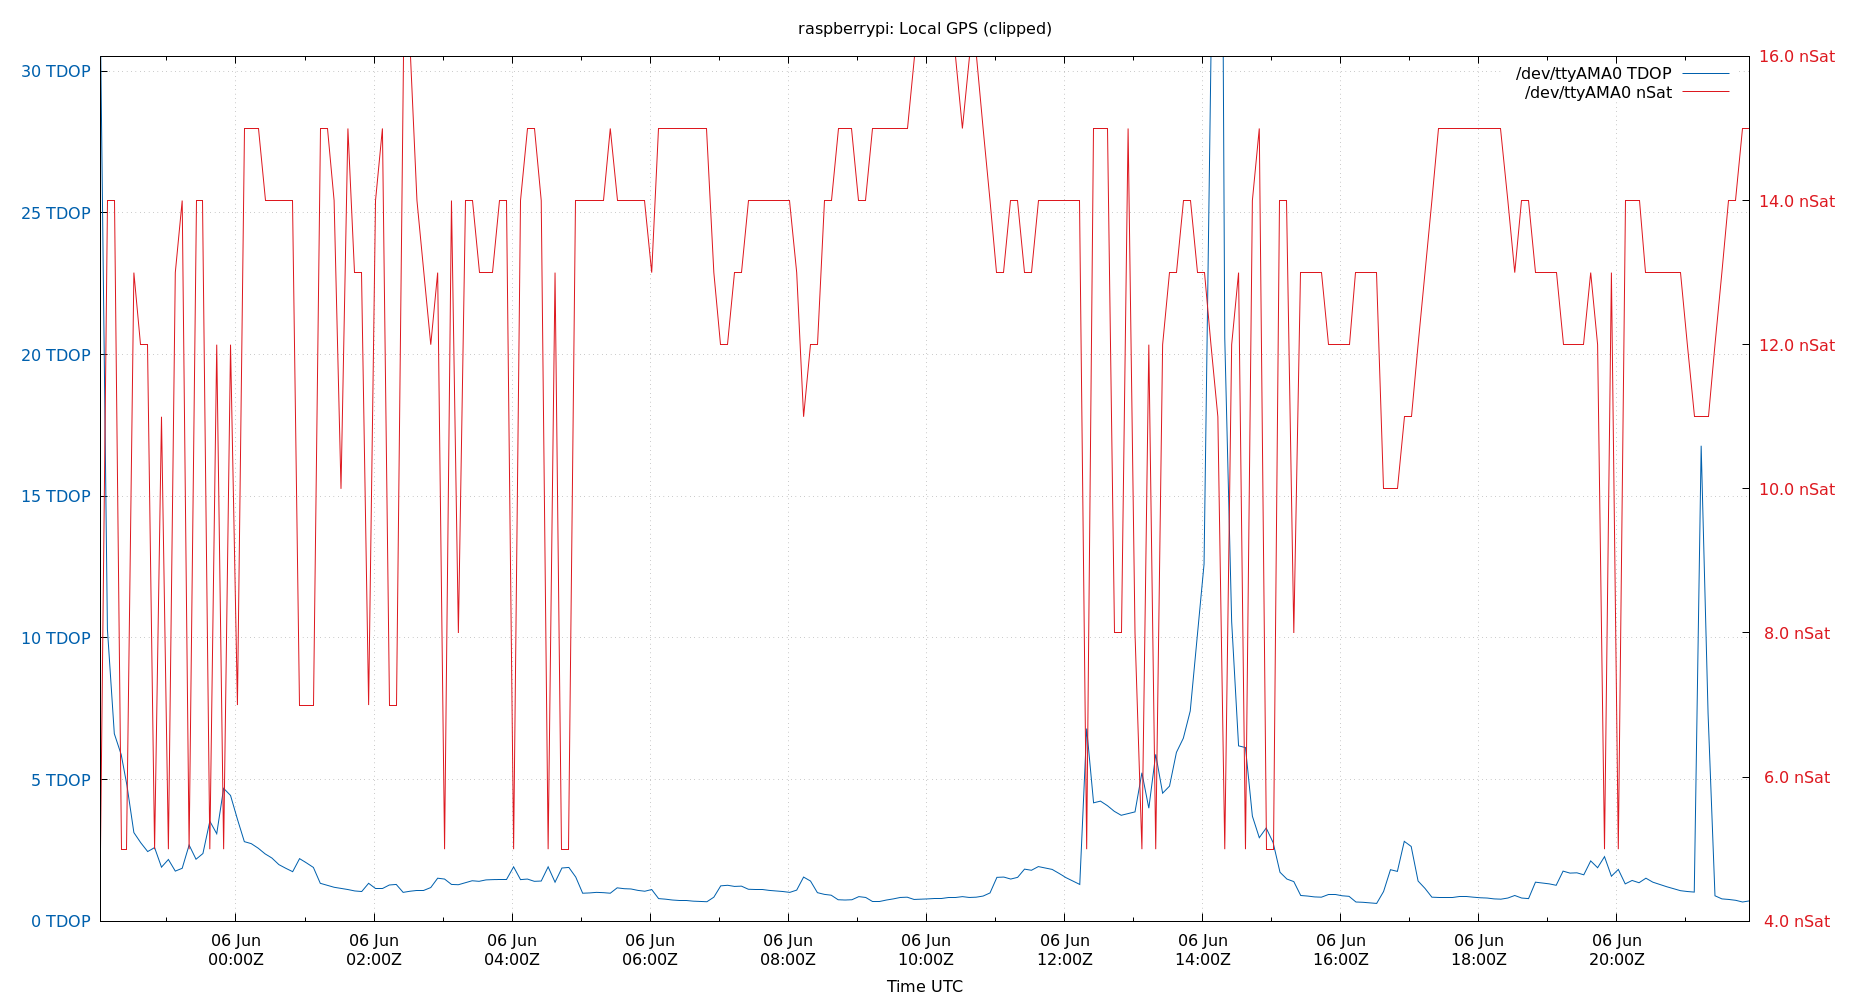 raspberrypi: Local GPS (clipped)
30 TDOP
25 TDOP
20 TDOP
15 TDOP
10 TDOP
5 TDOP
0 TDOP
16.0 nSat
14.0 nSat
12.0 nSat
10.0 nSat
8.0 nSat
6.0 nSat
4.0 nSat
/dev/ttyAMA0 TDOP
/dev/ttyAMA0 nSat
06 Jun
00:00Z
06 Jun
02:00Z
06 Jun
04:00Z
06 Jun
06:00Z
06 Jun
08:00Z
06 Jun
10:00Z
06 Jun
12:00Z
06 Jun
14:00Z
06 Jun
16:00Z
06 Jun
18:00Z
06 Jun
20:00Z
Time UTC